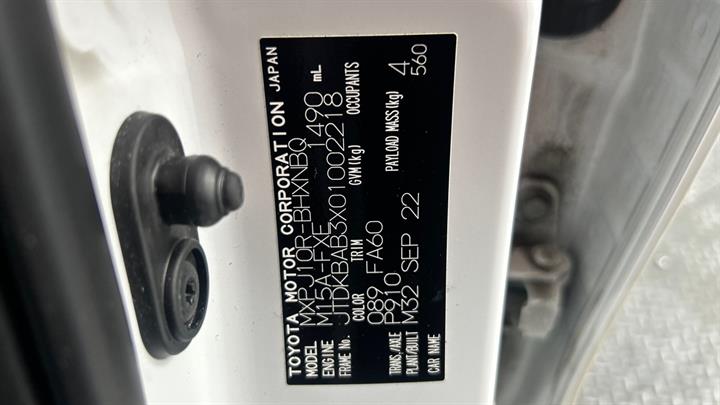 TOYOTA MOTOR CORPORATION JAPAN
MODEL MXPJ10R-BHXNBQ
ENGINE M15A-FXE 1490 mL
FRAME No. JTDKBAB3X01002218
COLOR TRIM GVM(kg) OCCUPANTS
089 FA60 4
TRANS./AXLE P910 PAYLOAD MASS(kg) 560
PLANT/BUILT M32 SEP 22
CAR NAME